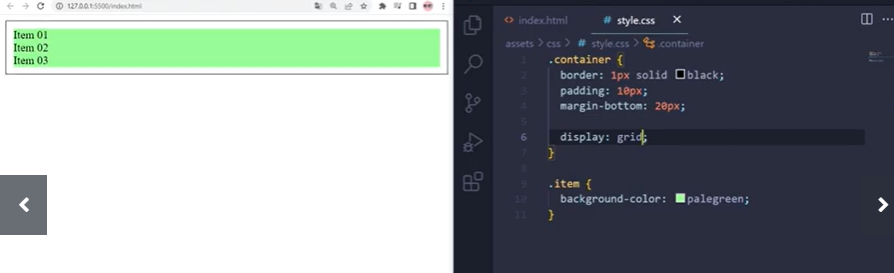 127.0.0.1:5500/index.html
Item 01
Item 02
Item 03
<> index.html
# style.css X
assets > css > # style.css > .container
1 .container {
2 border: 1px solid black;
3 padding: 10px;
4 margin-bottom: 20px;
5
6 display: grid;
7 }
8
9 .item {
10 background-color: palegreen;
11 }